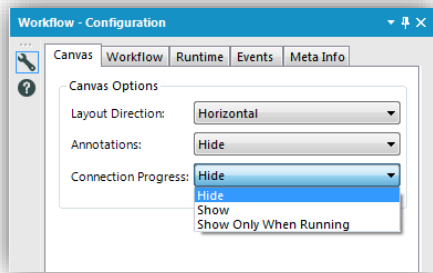 Workflow - Configuration
Canvas Workflow Runtime Events Meta Info
Canvas Options
Layout Direction: Horizontal
Annotations: Hide
Connection Progress: Hide
Hide
Show
Show Only When Running